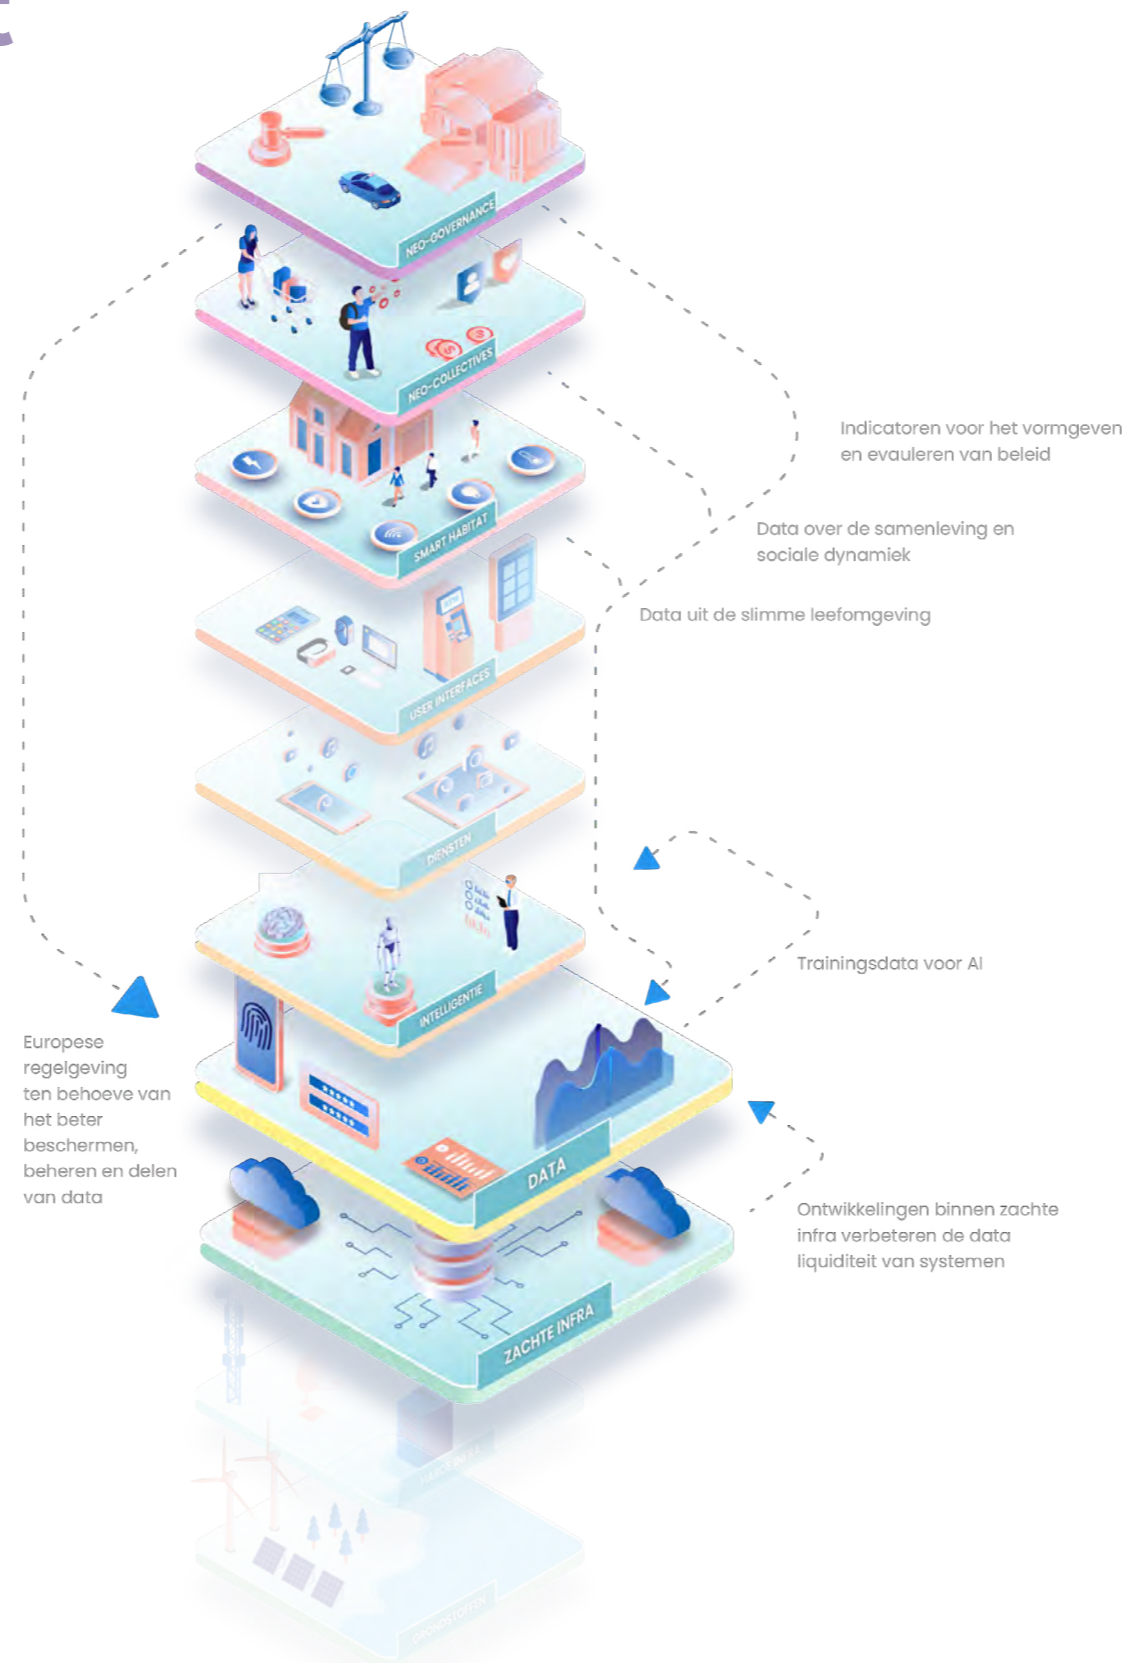 NEO-GOVERNANCE
NEO-COLLECTIVES
Indicatoren voor het vormgeven
en evauleren van beleid
SMART HABITAT
Data over de samenleving en
sociale dynamiek
Data uit de slimme leefomgeving
USER INTERFACES
DIENSTEN
INTELLIGENTIE
Trainingsdata voor AI
Europese
regelgeving
ten behoeve van
het beter
beschermen,
beheren en delen
van data
DATA
Ontwikkelingen binnen zachte
infra verbeteren de data
liquiditeit van systemen
ZACHTE INFRA
HARDE INFRA
GRONDSTOFFEN